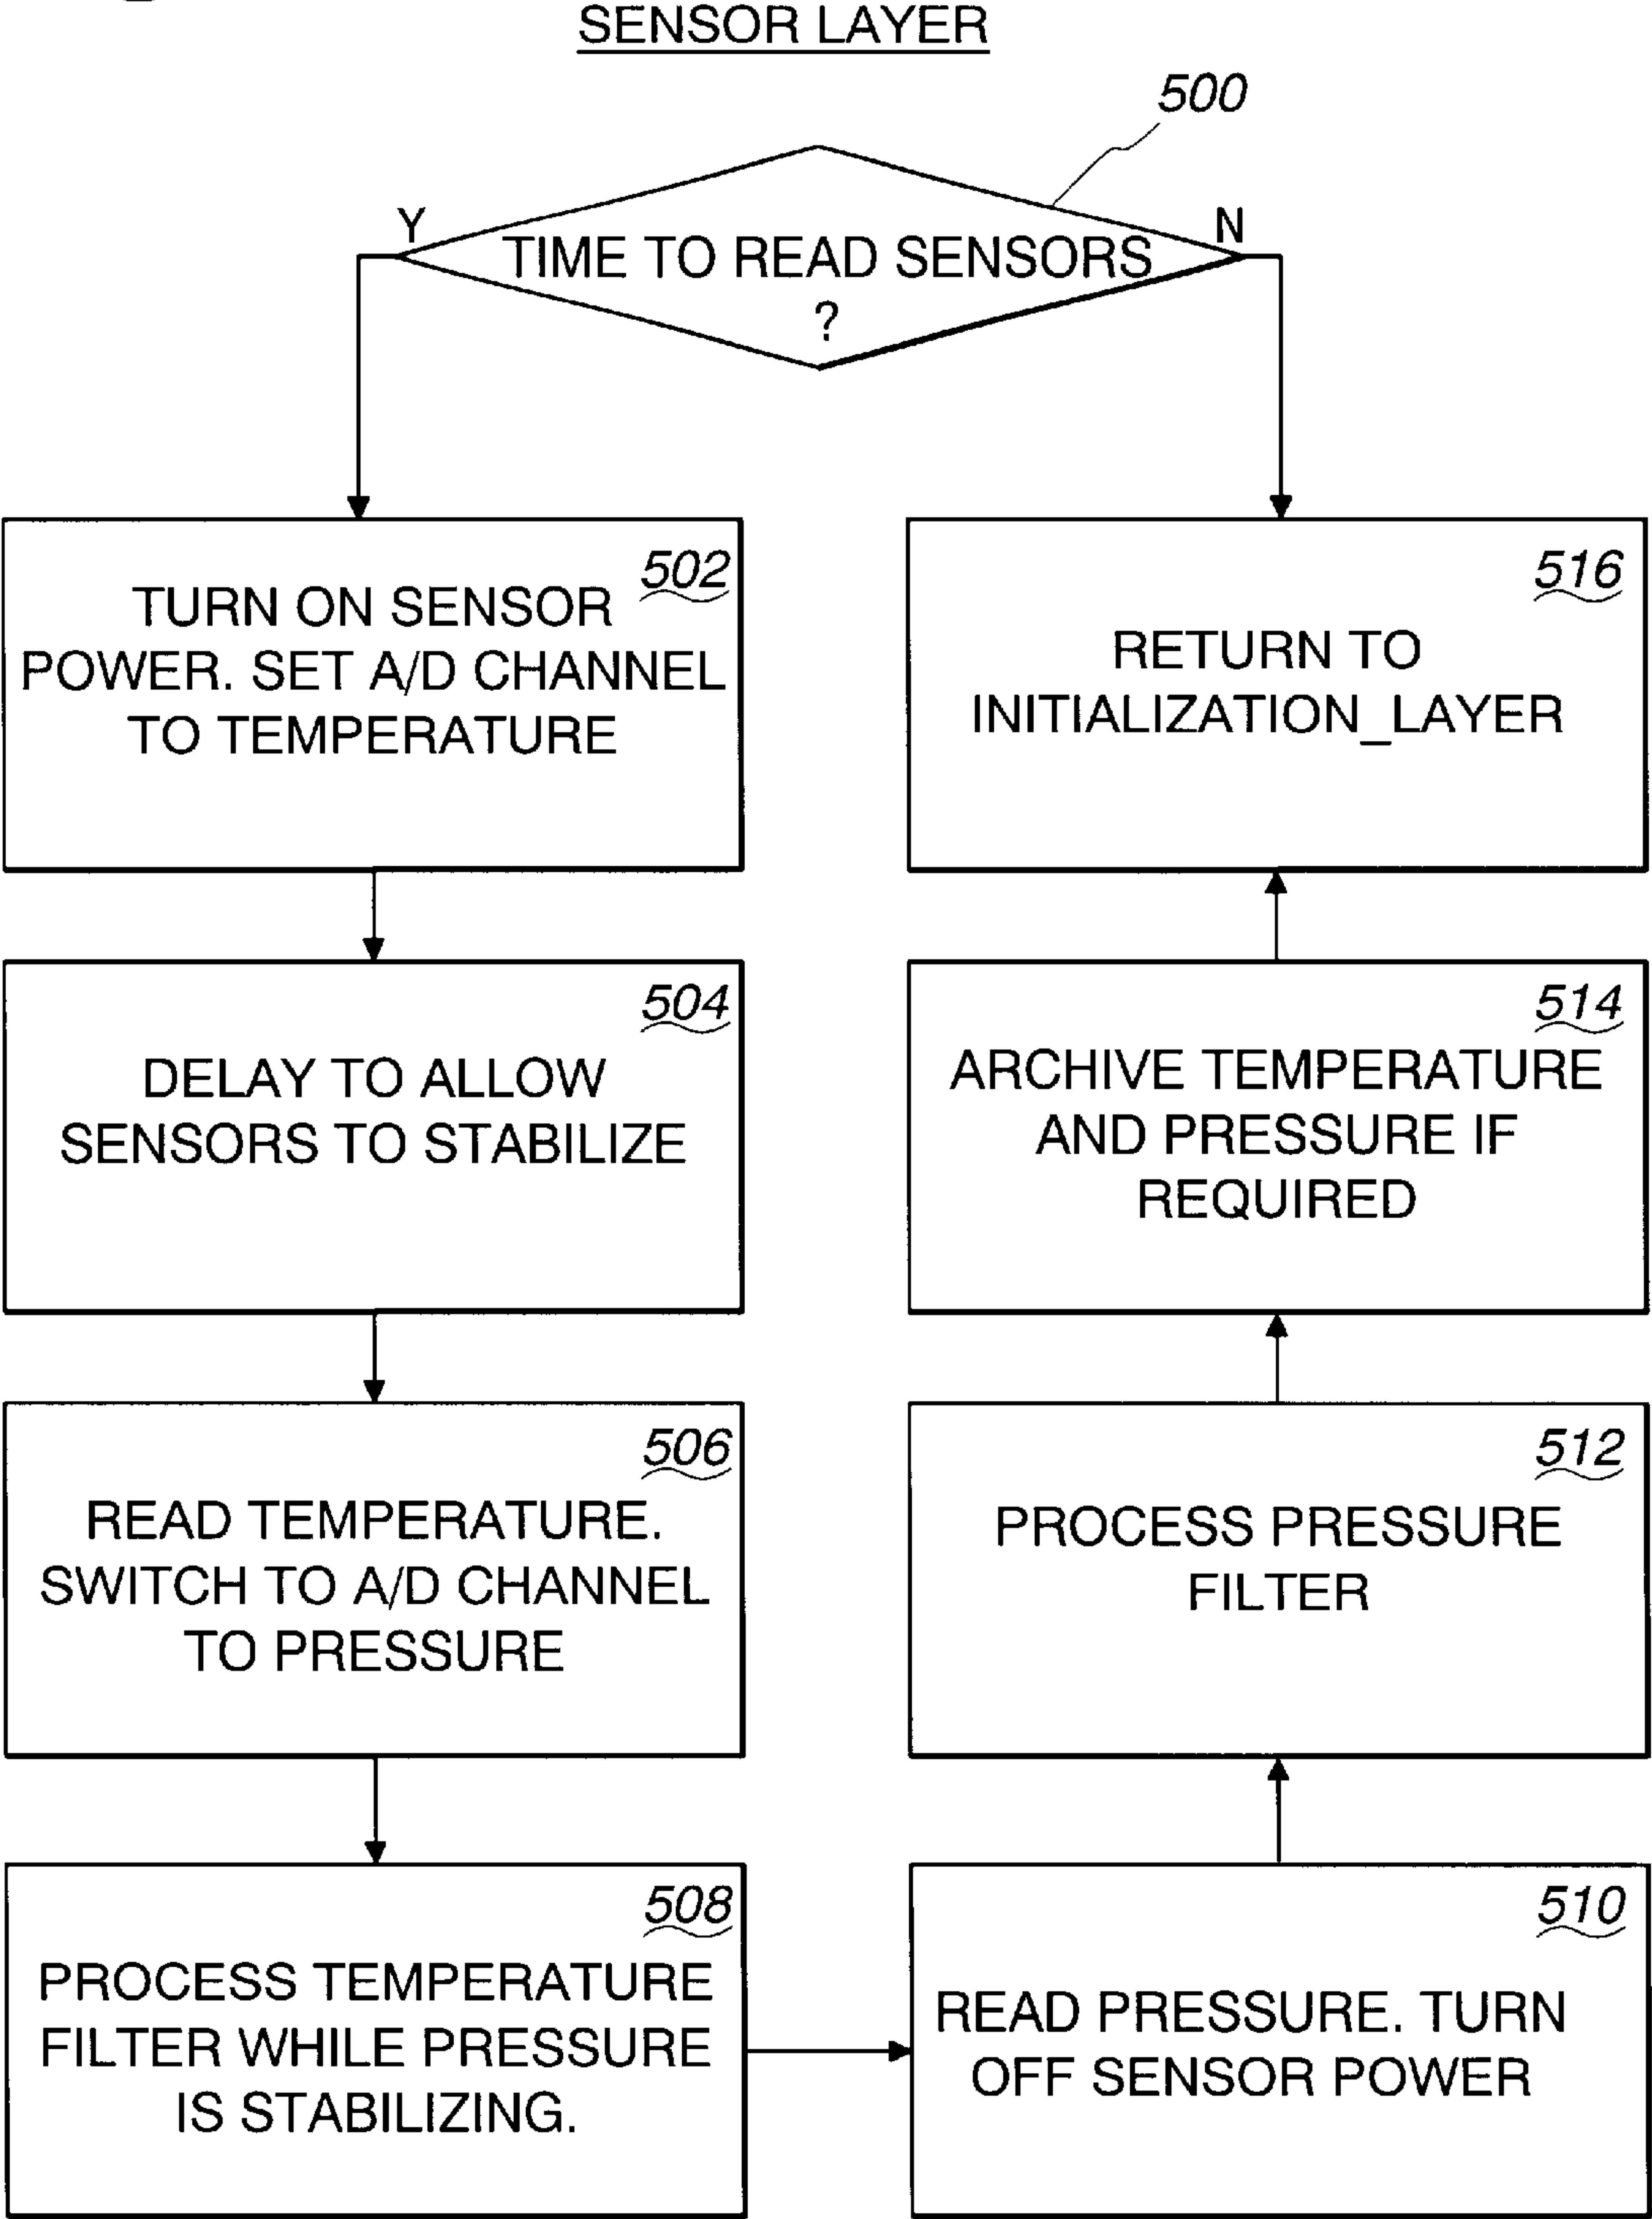 SENSOR LAYER
500
Y
N
TIME TO READ SENSORS
?
502
TURN ON SENSOR
POWER. SET A/D CHANNEL
TO TEMPERATURE
504
DELAY TO ALLOW
SENSORS TO STABILIZE
506
READ TEMPERATURE.
SWITCH TO A/D CHANNEL
TO PRESSURE
508
PROCESS TEMPERATURE
FILTER WHILE PRESSURE
IS STABILIZING.
510
READ PRESSURE. TURN
OFF SENSOR POWER
512
PROCESS PRESSURE
FILTER
514
ARCHIVE TEMPERATURE
AND PRESSURE IF
REQUIRED
516
RETURN TO
INITIALIZATION_LAYER